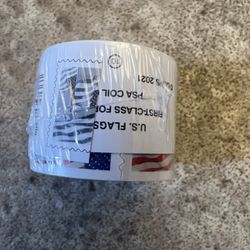 U.S. FLAGS
FIRST-CLASS FOR
PSA COIL
2021